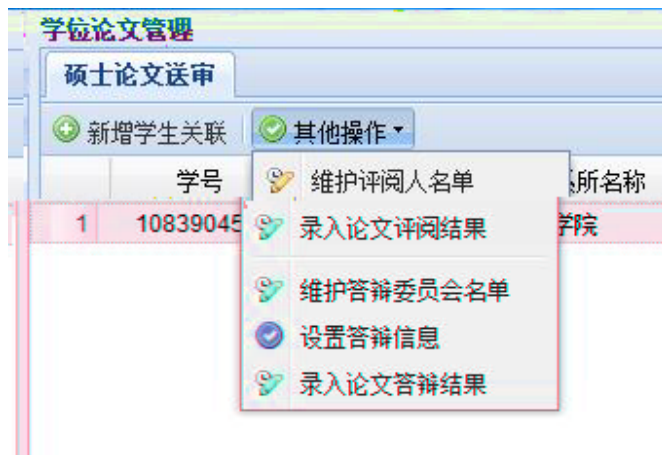 学位论文管理
硕士论文送审
新增学生关联 其他操作
学号 维护评阅人名单 所名称
1 10839045 录入论文评阅结果 学院
维护答辩委员会名单
设置答辩信息
录入论文答辩结果